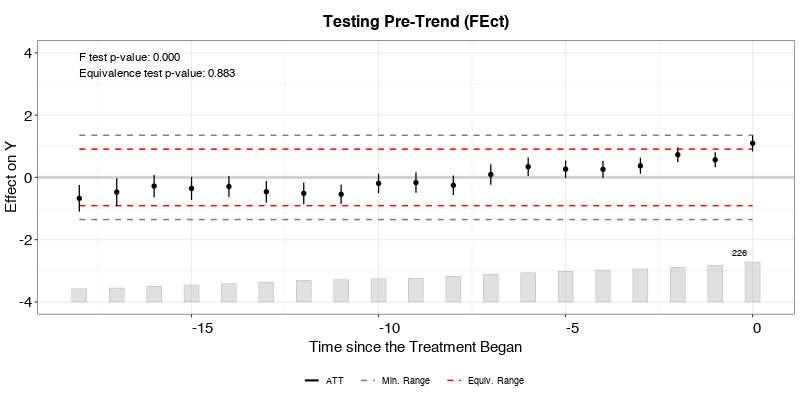 Testing Pre-Trend (FEct)
F test p-value: 0.000
Equivalence test p-value: 0.883
Effect on Y
4
2
0
-2
-4
226
-15
-10
-5
0
Time since the Treatment Began
ATT
Min. Range
Equiv. Range